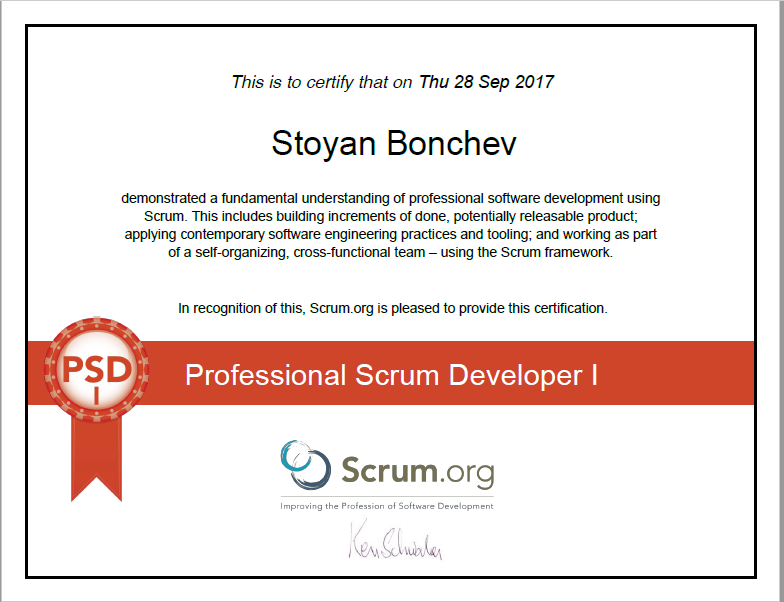 This is to certify that on Thu 28 Sep 2017
Stoyan Bonchev
demonstrated a fundamental understanding of professional software development using
Scrum. This includes building increments of done, potentially releasable product;
applying contemporary software engineering practices and tooling; and working as part
of a self-organizing, cross-functional team – using the Scrum framework.
In recognition of this, Scrum.org is pleased to provide this certification.
PSD
I
Professional Scrum Developer I
Scrum.org
Improving the Profession of Software Development
Ken Schwaber